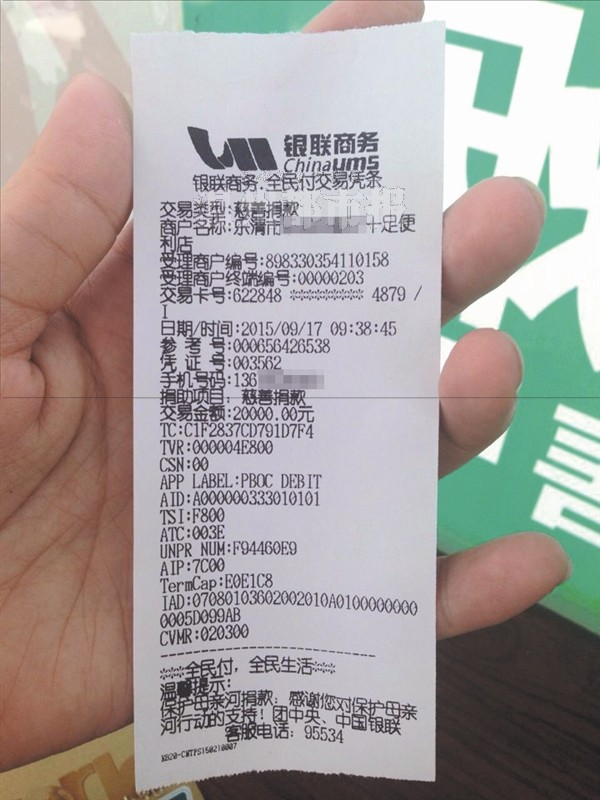 银联商务
Chinaums
银联商务.全民付交易凭条
交易类型:慈善捐款
商户名称:乐清市 十足便
利店
受理商户编号:898330354110158
受理商户终端编号:00000203
交易卡号:622848 ********* 4879 /
I
日期/时间:2015/09/17 09:38:45
参 考 号:000656426538
凭 证 号:003562
手机号码:136
捐助项目: 慈善捐款
交易金额:20000.00元
TC:C1F2837CD791D7F4
TVR:000004E800
CSN:00
APP LABEL:PBOC DEBIT
AID:A000000333010101
TSI:F800
ATC:003E
UNPR NUM:F94460E9
AIP:7C00
TermCap:E0E1C8
IAD:07080103602002010A0100000000
0005D099AB
CVMR:020300
全民付，全民生活
温馨提示:
保护母亲河捐款: 感谢您对保护母亲
河行动的支持! 团中央、中国银联
客服电话: 95534
KB20-CNTPS150210007